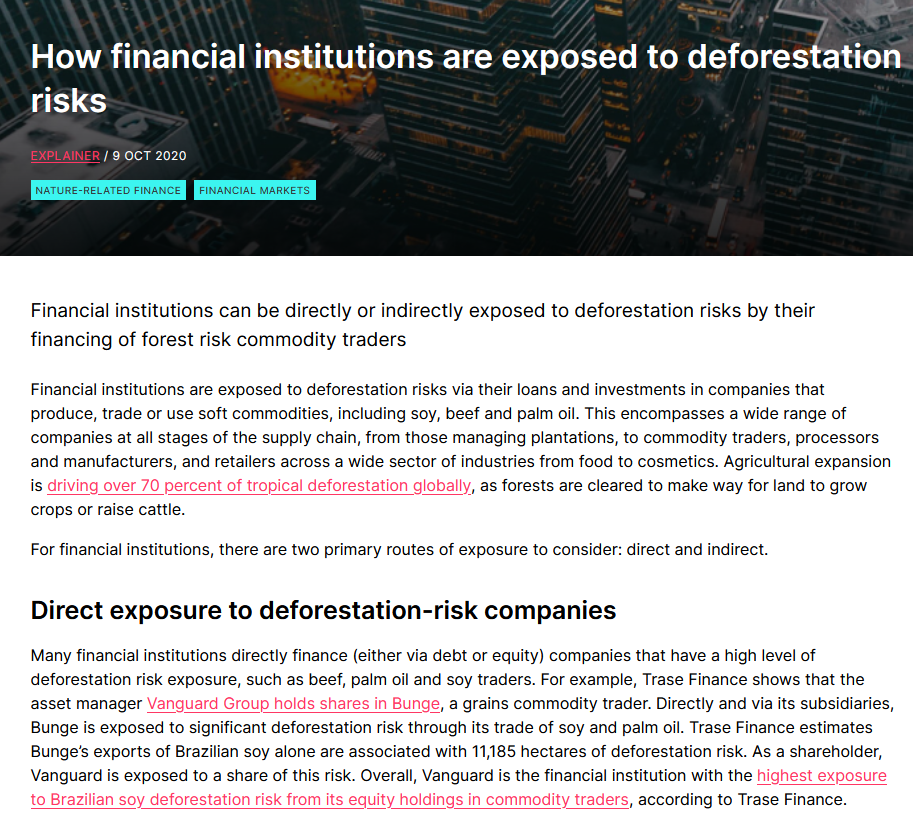 How financial institutions are exposed to deforestation
risks
EXPLAINER / 9 OCT 2020
NATURE-RELATED FINANCE FINANCIAL MARKETS
Financial institutions can be directly or indirectly exposed to deforestation risks by their
financing of forest risk commodity traders
Financial institutions are exposed to deforestation risks via their loans and investments in companies that
produce, trade or use soft commodities, including soy, beef and palm oil. This encompasses a wide range of
companies at all stages of the supply chain, from those managing plantations, to commodity traders, processors
and manufacturers, and retailers across a wide sector of industries from food to cosmetics. Agricultural expansion
is driving over 70 percent of tropical deforestation globally, as forests are cleared to make way for land to grow
crops or raise cattle.
For financial institutions, there are two primary routes of exposure to consider: direct and indirect.
Direct exposure to deforestation-risk companies
Many financial institutions directly finance (either via debt or equity) companies that have a high level of
deforestation risk exposure, such as beef, palm oil and soy traders. For example, Trase Finance shows that the
asset manager Vanguard Group holds shares in Bunge, a grains commodity trader. Directly and via its subsidiaries,
Bunge is exposed to significant deforestation risk through its trade of soy and palm oil. Trase Finance estimates
Bunge’s exports of Brazilian soy alone are associated with 11,185 hectares of deforestation risk. As a shareholder,
Vanguard is exposed to a share of this risk. Overall, Vanguard is the financial institution with the highest exposure
to Brazilian soy deforestation risk from its equity holdings in commodity traders, according to Trase Finance.